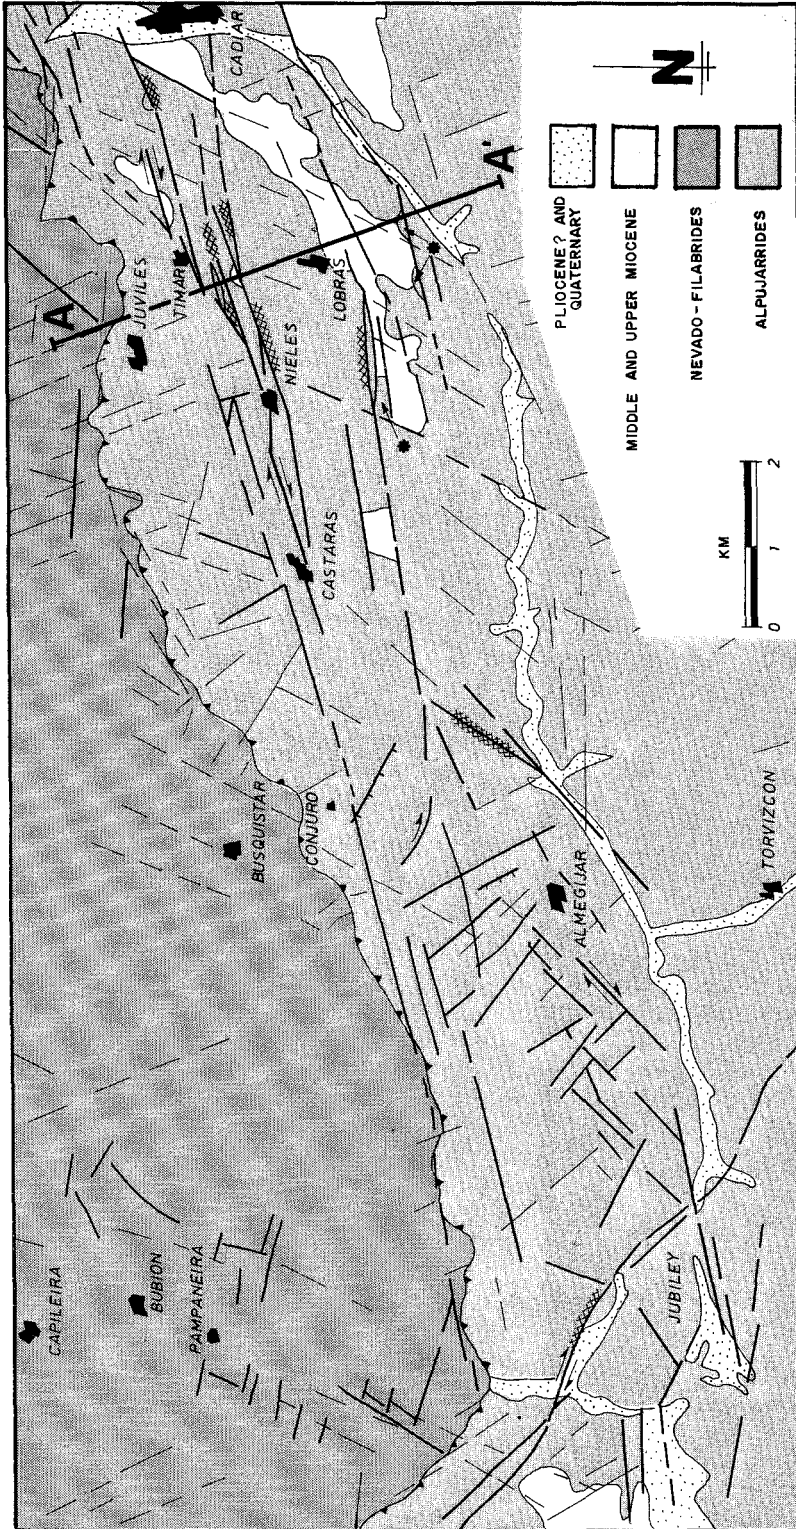 CAPILEIRA
BUBION
PAMPANEIRA
BUSQUISTAR
CONJURO
JUVILES
TIMAR
CADIAR
NIELES
CASTARAS
LOBRAS
ALMEGIJAR
TORVIZCON
JUBILEY
A
A'
N
PLIOCENE? AND
QUATERNARY
MIDDLE AND UPPER MIOCENE
NEVADO-FILABRIDES
ALPUJARRIDES
KM
0 1 2